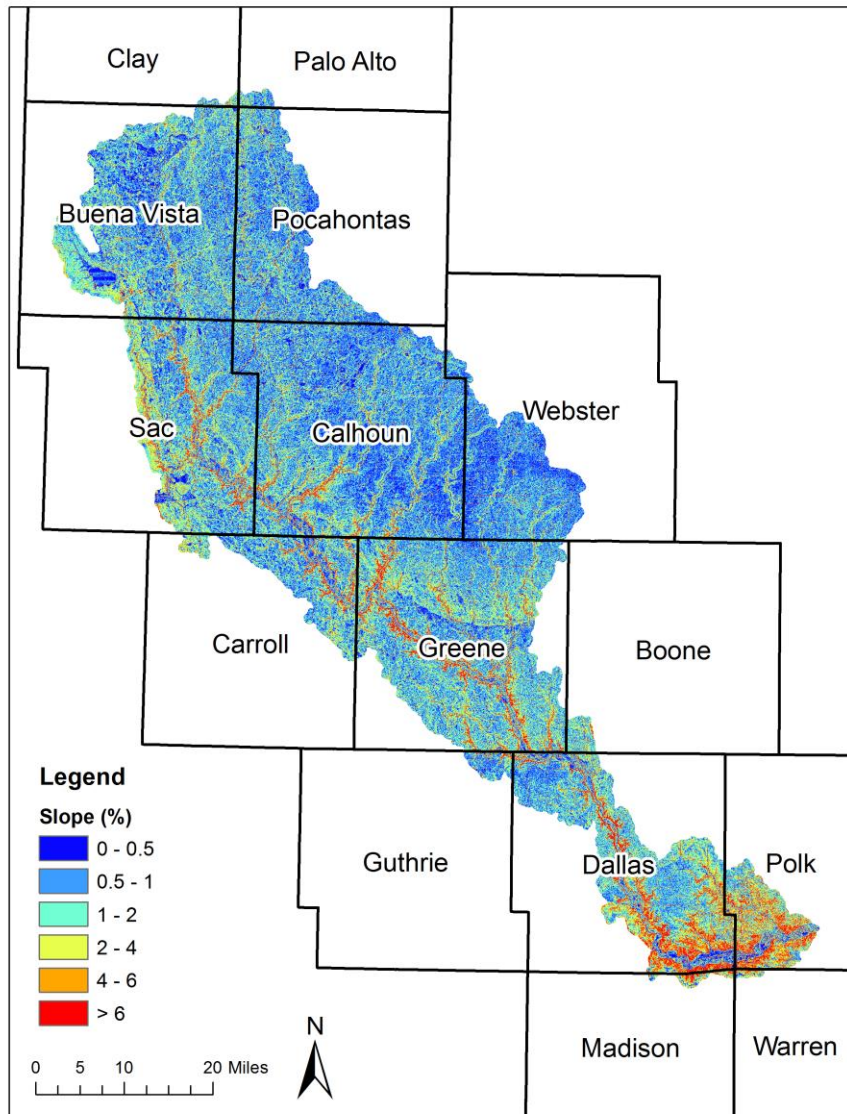 Clay
Palo Alto
Buena Vista
Pocahontas
Webster
Sac
Calhoun
Carroll
Greene
Boone
Guthrie
Dallas
Polk
Madison
Warren
Legend
Slope (%)
0 - 0.5
0.5 - 1
1 - 2
2 - 4
4 - 6
> 6
N
0 5 10 20 Miles